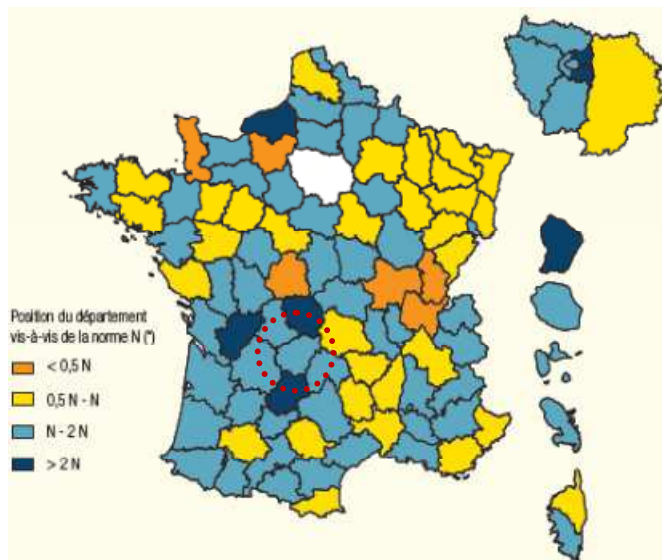 Position du département
vis-à-vis de la norme N (*)
< 0,5 N
0,5 N - N
N - 2 N
> 2 N